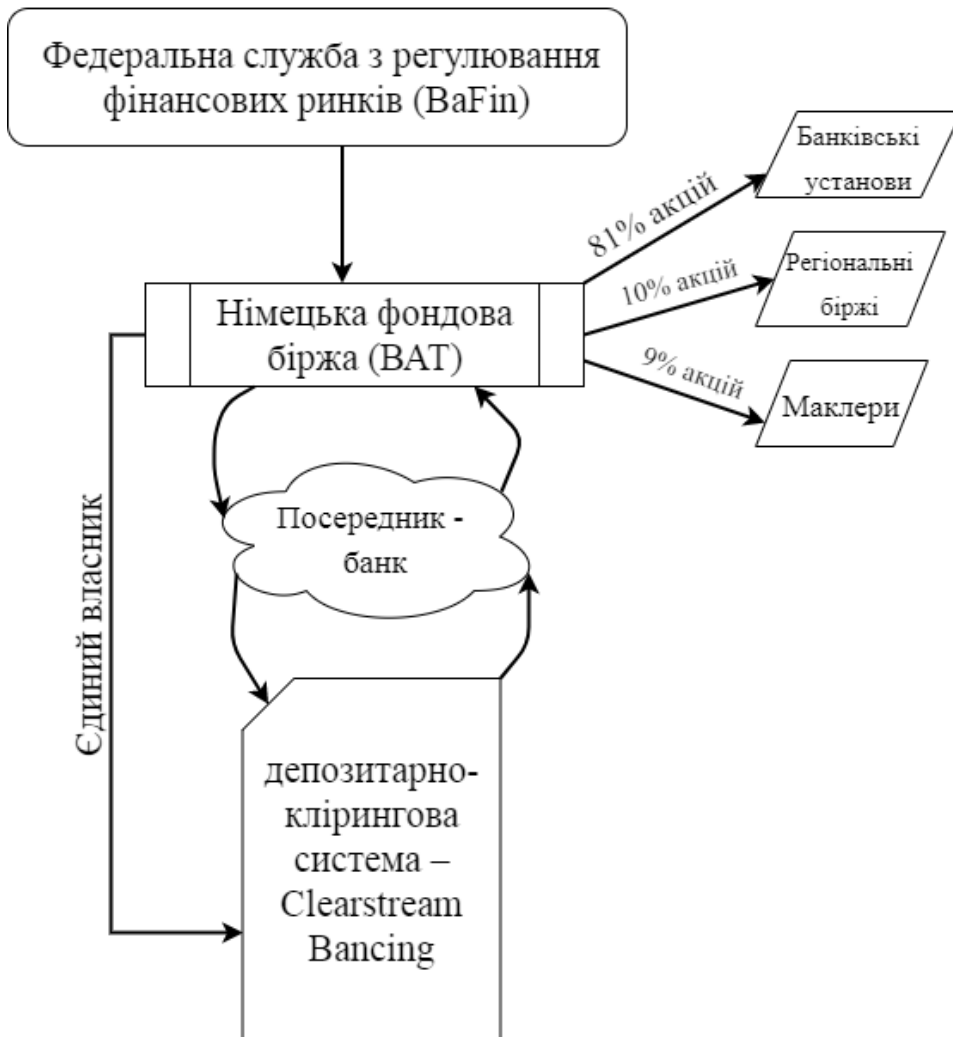 Федеральна служба з регулювання
фінансових ринків (BaFin)
Банківські
установи
81% акцій
Регіональні
біржі
10% акцій
Німецька фондова
біржа (ВАТ)
9% акцій
Маклери
Посередник -
банк
Єдиний власник
депозитарно-
клірингова
система –
Clearstream
Bancing